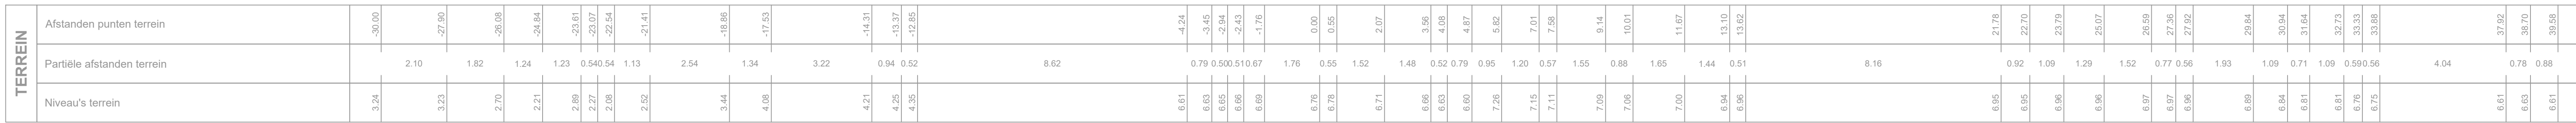 TERREIN
Afstanden punten terrein -30.00 -27.90 -26.08 -24.84 -23.61 -23.07 -22.54 -21.41 -18.86 -17.53 -14.31 -13.37 -12.85 -4.24 -3.45 -2.94 -2.43 -1.76 0.00 0.55 2.07 3.56 4.08 4.87 5.82 7.01 7.58 9.14 10.01 11.67 13.10 13.62 21.78 22.70 23.79 25.07 26.59 27.36 27.92 29.84 30.94 31.64 32.73 33.33 33.88 37.92 38.70 39.58
Partiële afstanden terrein 2.10 1.82 1.24 1.23 0.54 0.54 1.13 2.54 1.34 3.22 0.94 0.52 8.62 0.79 0.50 0.51 0.67 1.76 0.55 1.52 1.48 0.52 0.79 0.95 1.20 0.57 1.55 0.88 1.65 1.44 0.51 8.16 0.92 1.09 1.29 1.52 0.77 0.56 1.93 1.09 0.71 1.09 0.59 0.56 4.04 0.78 0.88
Niveau's terrein 3.24 3.23 2.70 2.21 2.89 2.27 2.08 2.52 3.44 4.08 4.21 4.25 4.35 6.61 6.63 6.65 6.66 6.69 6.76 6.78 6.71 6.66 6.63 6.60 7.26 7.15 7.11 7.09 7.06 7.00 6.94 6.96 6.95 6.95 6.96 6.96 6.97 6.97 6.96 6.89 6.84 6.81 6.81 6.76 6.75 6.61 6.63 6.61